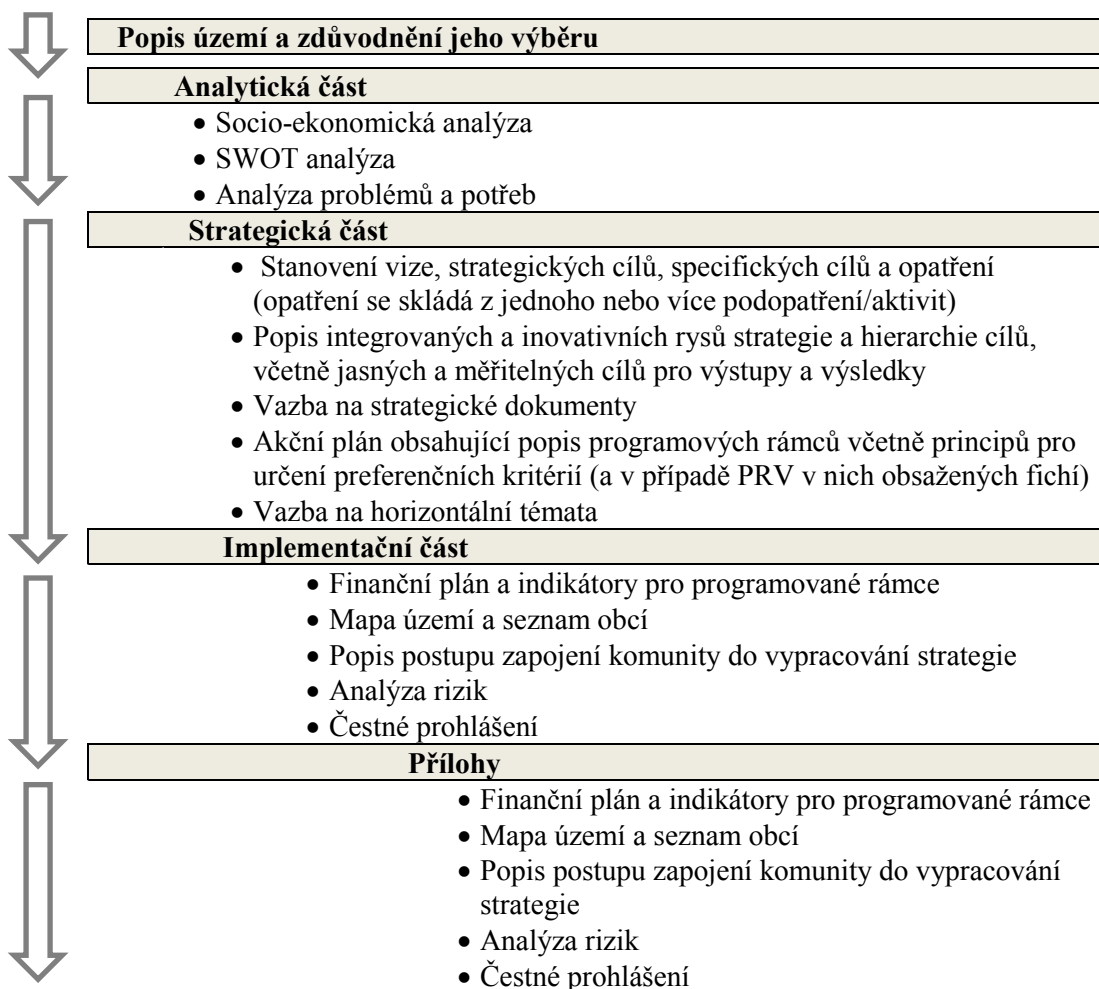 Popis území a zdůvodnění jeho výběru
Analytická část
• Socio-ekonomická analýza
• SWOT analýza
• Analýza problémů a potřeb
Strategická část
• Stanovení vize, strategických cílů, specifických cílů a opatření
(opatření se skládá z jednoho nebo více podopatření/aktivit)
• Popis integrovaných a inovativních rysů strategie a hierarchie cílů,
včetně jasných a měřitelných cílů pro výstupy a výsledky
• Vazba na strategické dokumenty
• Akční plán obsahující popis programových rámců včetně principů pro
určení preferenčních kritérií (a v případě PRV v nich obsažených fichí)
• Vazba na horizontální témata
Implementační část
• Finanční plán a indikátory pro programované rámce
• Mapa území a seznam obcí
• Popis postupu zapojení komunity do vypracování strategie
• Analýza rizik
• Čestné prohlášení
Přílohy
• Finanční plán a indikátory pro programované rámce
• Mapa území a seznam obcí
• Popis postupu zapojení komunity do vypracování
strategie
• Analýza rizik
• Čestné prohlášení